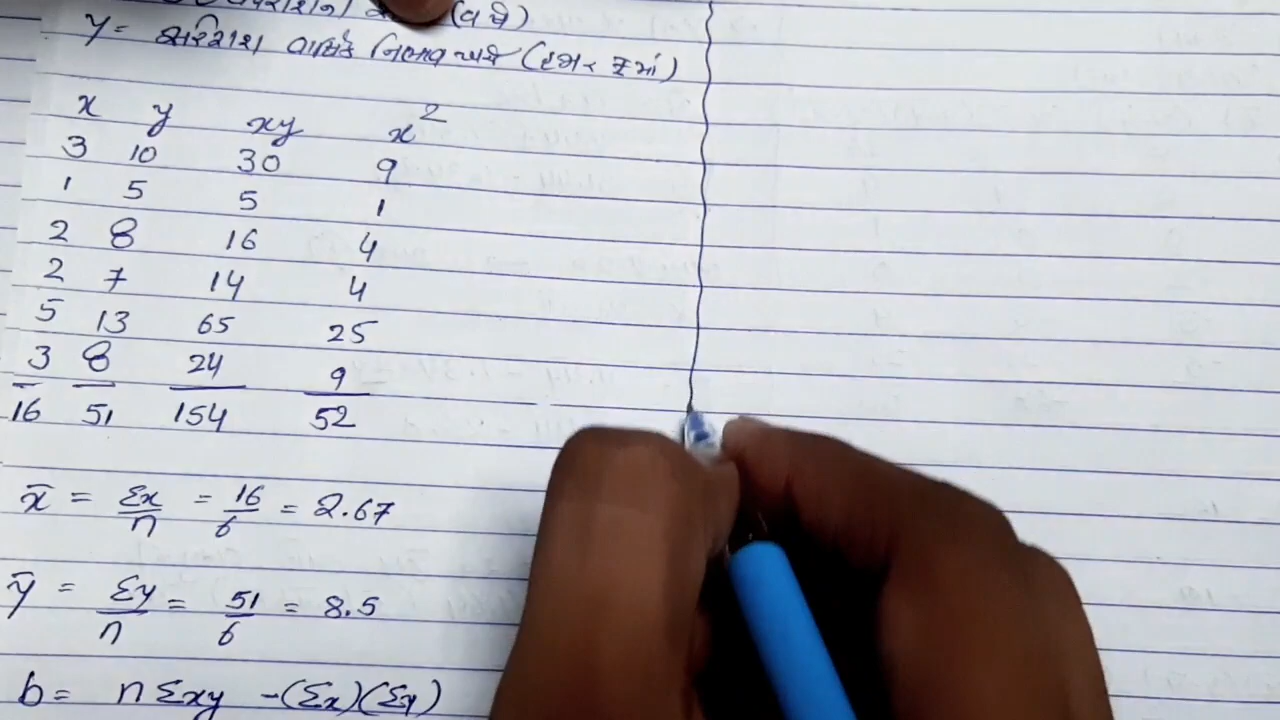 (વર્ષ)
y = સરેરાશ વાર્ષિક
x y xy x²
3 10 30 9
1 5 5 1
2 8 16 4
2 7 14 4
5 13 65 25
3 8 24 9
16 51 154 52
x̄ = Σx/n = 16/6 = 2.67
ȳ = Σy/n = 51/6 = 8.5
b = nΣxy - (Σx)(Σy)